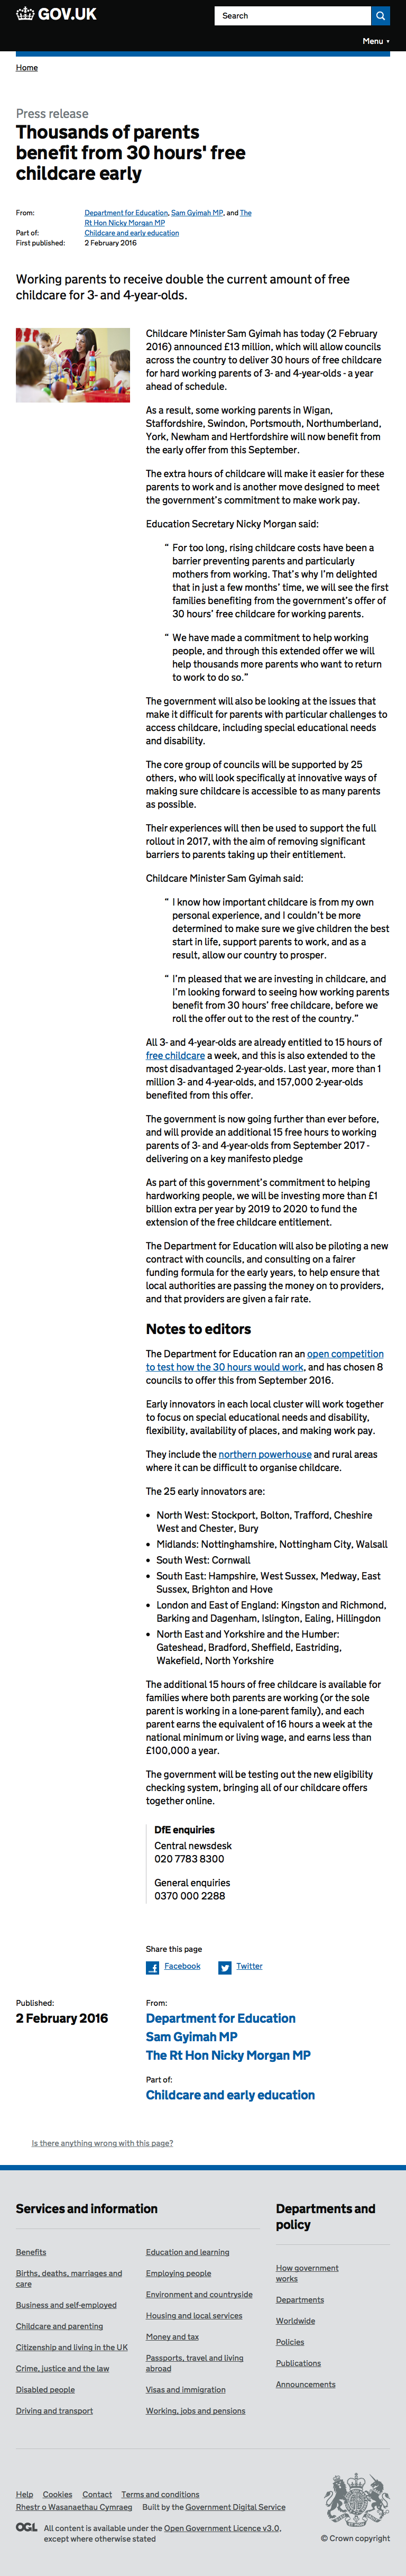 GOV.UK
Search
Menu ▼
Home
Press release
Thousands of parents
benefit from 30 hours' free
childcare early
From: Department for Education, Sam Gyimah MP, and The
Rt Hon Nicky Morgan MP
Part of: Childcare and early education
First published: 2 February 2016
Working parents to receive double the current amount of free
childcare for 3- and 4-year-olds.
Childcare Minister Sam Gyimah has today (2 February
2016) announced £13 million, which will allow councils
across the country to deliver 30 hours of free childcare
for hard working parents of 3- and 4-year-olds - a year
ahead of schedule.
As a result, some working parents in Wigan,
Staffordshire, Swindon, Portsmouth, Northumberland,
York, Newham and Hertfordshire will now benefit from
the early offer from this September.
The extra hours of childcare will make it easier for these
parents to work and is another move designed to meet
the government's commitment to make work pay.
Education Secretary Nicky Morgan said:
“ For too long, rising childcare costs have been a
barrier preventing parents and particularly
mothers from working. That's why I'm delighted
that in just a few months' time, we will see the first
families benefiting from the government's offer of
30 hours' free childcare for working parents.
“ We have made a commitment to help working
people, and through this extended offer we will
help thousands more parents who want to return
to work to do so.”
The government will also be looking at the issues that
make it difficult for parents with particular challenges to
access childcare, including special educational needs
and disability.
The core group of councils will be supported by 25
others, who will look specifically at innovative ways of
making sure childcare is accessible to as many parents
as possible.
Their experiences will then be used to support the full
rollout in 2017, with the aim of removing significant
barriers to parents taking up their entitlement.
Childcare Minister Sam Gyimah said:
“ I know how important childcare is from my own
personal experience, and I couldn't be more
determined to make sure we give children the best
start in life, support parents to work, and as a
result, allow our country to prosper.
“ I'm pleased that we are investing in childcare, and
I'm looking forward to seeing how working parents
benefit from 30 hours' free childcare, before we
roll the offer out to the rest of the country.”
All 3- and 4-year-olds are already entitled to 15 hours of
free childcare a week, and this is also extended to the
most disadvantaged 2-year-olds. Last year, more than 1
million 3- and 4-year-olds, and 157,000 2-year-olds
benefited from this offer.
The government is now going further than ever before,
and will provide an additional 15 free hours to working
parents of 3- and 4-year-olds from September 2017 -
delivering on a key manifesto pledge
As part of this government's commitment to helping
hardworking people, we will be investing more than £1
billion extra per year by 2019 to 2020 to fund the
extension of the free childcare entitlement.
The Department for Education will also be piloting a new
contract with councils, and consulting on a fairer
funding formula for the early years, to help ensure that
local authorities are passing the money on to providers,
and that providers are given a fair rate.
Notes to editors
The Department for Education ran an open competition
to test how the 30 hours would work, and has chosen 8
councils to offer this from September 2016.
Early innovators in each local cluster will work together
to focus on special educational needs and disability,
flexibility, availability of places, and making work pay.
They include the northern powerhouse and rural areas
where it can be difficult to organise childcare.
The 25 early innovators are:
• North West: Stockport, Bolton, Trafford, Cheshire
West and Chester, Bury
• Midlands: Nottinghamshire, Nottingham City, Walsall
• South West: Cornwall
• South East: Hampshire, West Sussex, Medway, East
Sussex, Brighton and Hove
• London and East of England: Kingston and Richmond,
Barking and Dagenham, Islington, Ealing, Hillingdon
• North East and Yorkshire and the Humber:
Gateshead, Bradford, Sheffield, Eastriding,
Wakefield, North Yorkshire
The additional 15 hours of free childcare is available for
families where both parents are working (or the sole
parent is working in a lone-parent family), and each
parent earns the equivalent of 16 hours a week at the
national minimum or living wage, and earns less than
£100,000 a year.
The government will be testing out the new eligibility
checking system, bringing all of our childcare offers
together online.
DfE enquiries
Central newsdesk
020 7783 8300
General enquiries
0370 000 2288
Share this page
Facebook Twitter
Published:
2 February 2016
From:
Department for Education
Sam Gyimah MP
The Rt Hon Nicky Morgan MP
Part of:
Childcare and early education
Is there anything wrong with this page?
Services and information
Benefits
Births, deaths, marriages and
care
Business and self-employed
Childcare and parenting
Citizenship and living in the UK
Crime, justice and the law
Disabled people
Driving and transport
Education and learning
Employing people
Environment and countryside
Housing and local services
Money and tax
Passports, travel and living
abroad
Visas and immigration
Working, jobs and pensions
Departments and
policy
How government
works
Departments
Worldwide
Policies
Publications
Announcements
Help Cookies Contact Terms and conditions
Rhestr o Wasanaethau Cymraeg Built by the Government Digital Service
OGL All content is available under the Open Government Licence v3.0,
except where otherwise stated
© Crown copyright